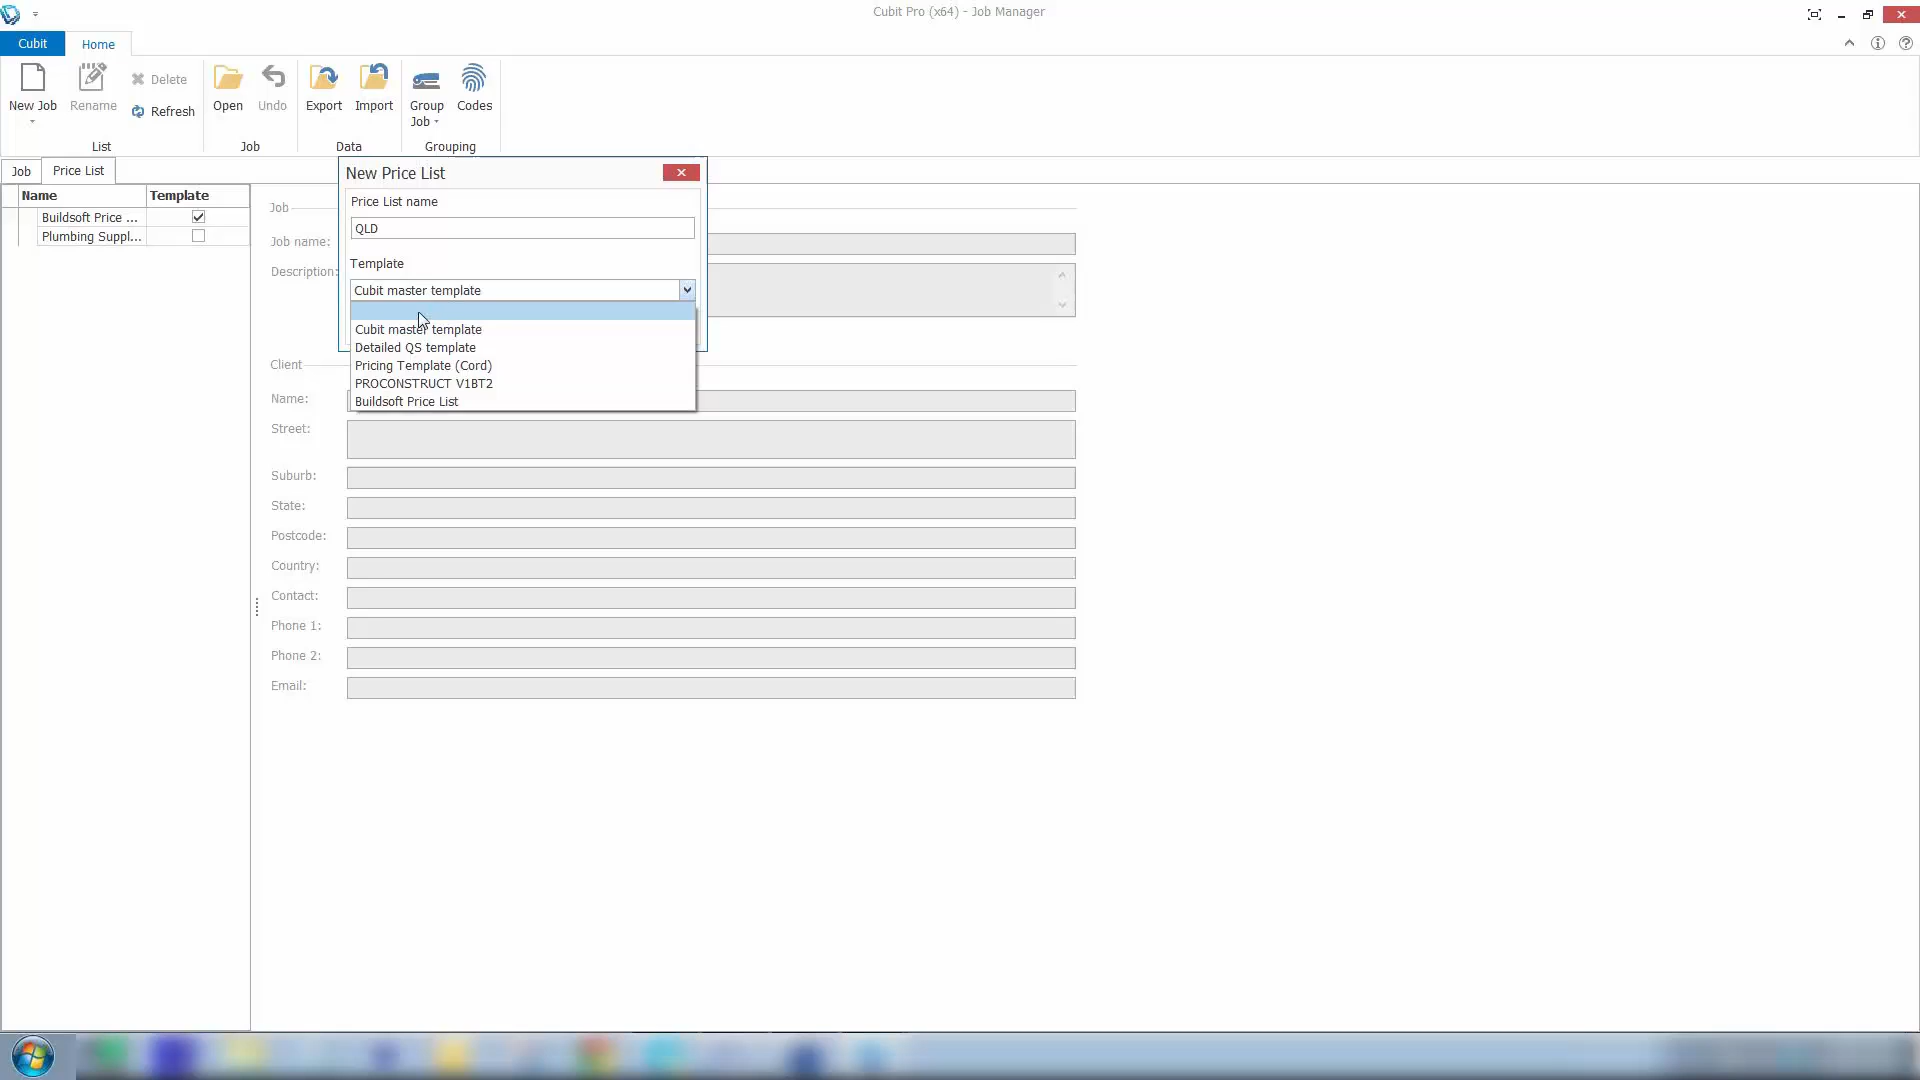 Cubit Pro (x64) - Job Manager
Cubit
Home
New Job
Rename
Delete
Refresh
Open
Undo
Export
Import
Group
Job
Codes
List
Job
Data
Grouping
Job
Price List
Name
Template
Buildsoft Price ...
Plumbing Suppl...
New Price List
Price List name
QLD
Template
Cubit master template
Cubit master template
Detailed QS template
Pricing Template (Cord)
PROCONSTRUCT V1BT2
Buildsoft Price List
Job
Job name:
Description:
Client
Name:
Street:
Suburb:
State:
Postcode:
Country:
Contact:
Phone 1:
Phone 2:
Email: